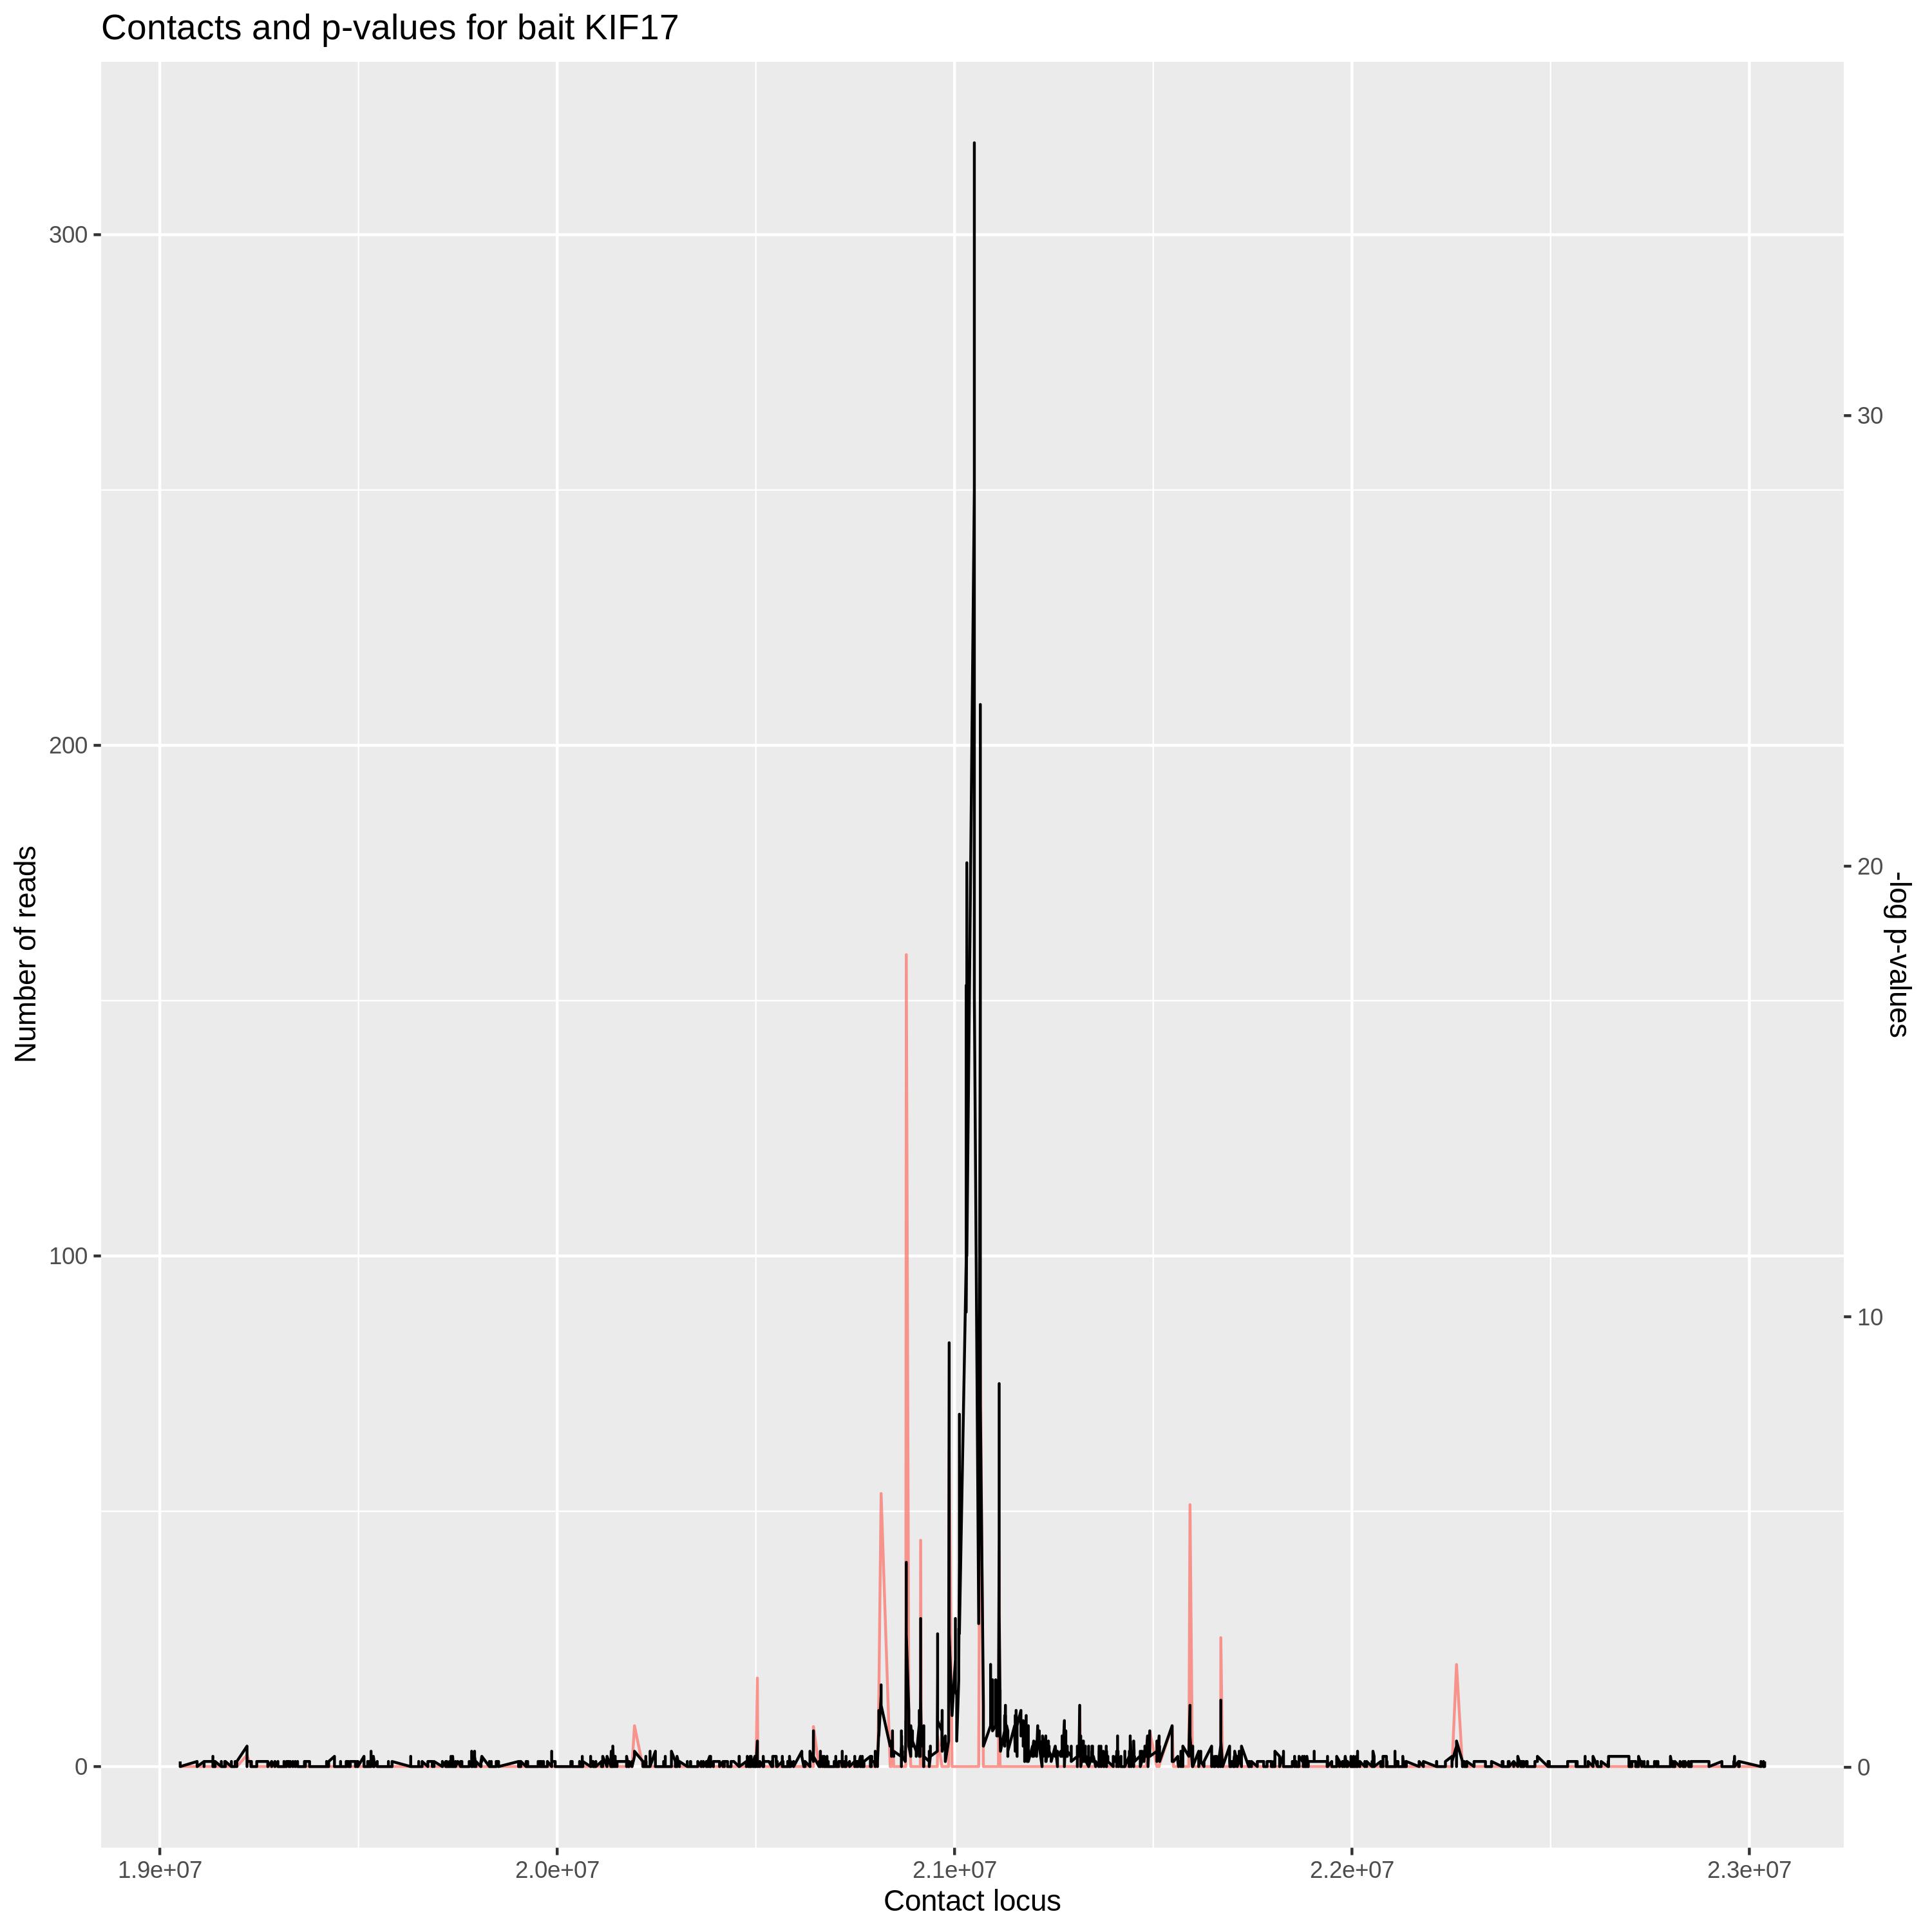 Contacts and p-values for bait KIF17
300
200
100
0
Number of reads
30
20
10
0
-log p-values
1.9e+07 2.0e+07 2.1e+07 2.2e+07 2.3e+07
Contact locus